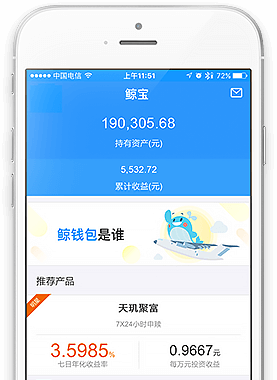 中国电信 上午11:51 72%
鲸宝
190,305.68
持有资产(元)
5,532.72
累计收益(元)
鲸钱包是谁
推荐产品
天玑聚富
7X24小时申赎
3.5985% 0.9667元
七日年化收益率 每万元投资收益